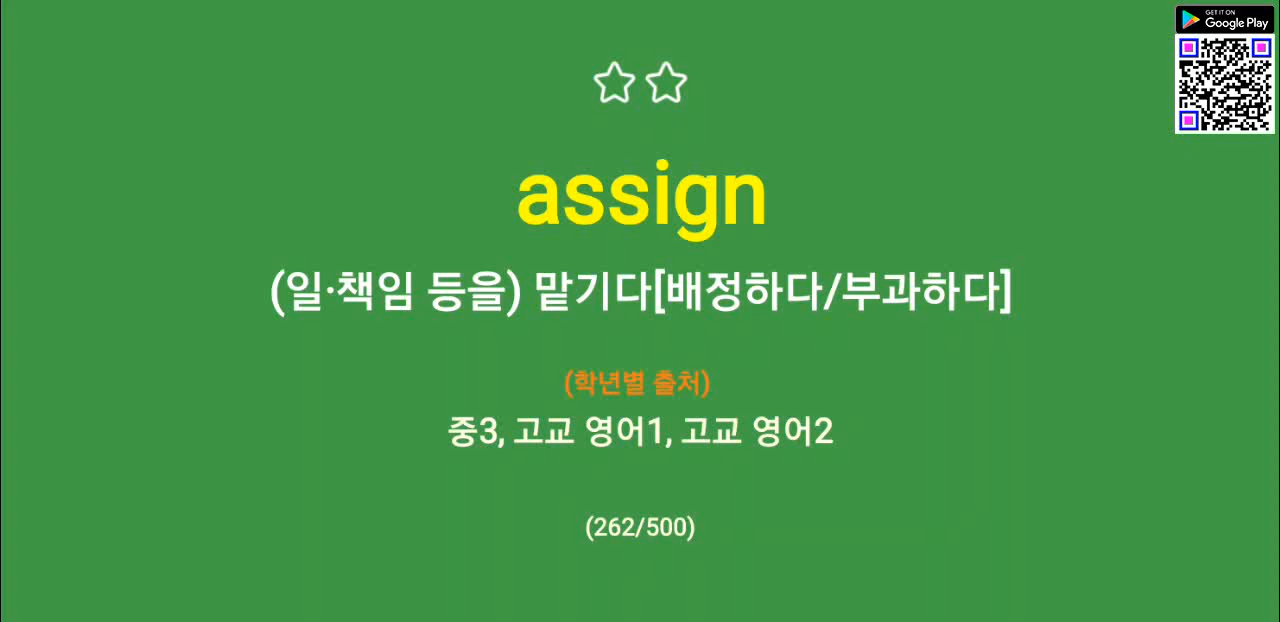 GET IT ON
Google Play
assign
(일·책임 등을) 맡기다[배정하다/부과하다]
(학년별 출처)
중3, 고교 영어1, 고교 영어2
(262/500)